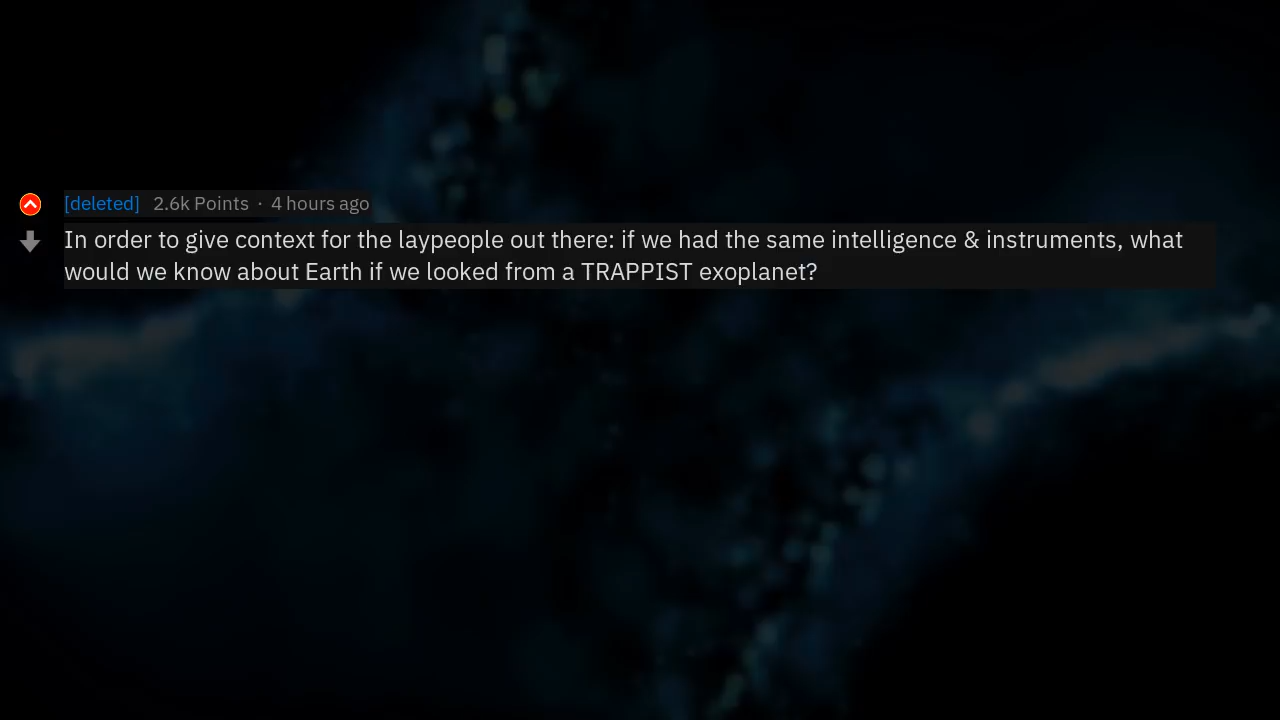 [deleted] 2.6k Points · 4 hours ago
In order to give context for the laypeople out there: if we had the same intelligence & instruments, what
would we know about Earth if we looked from a TRAPPIST exoplanet?